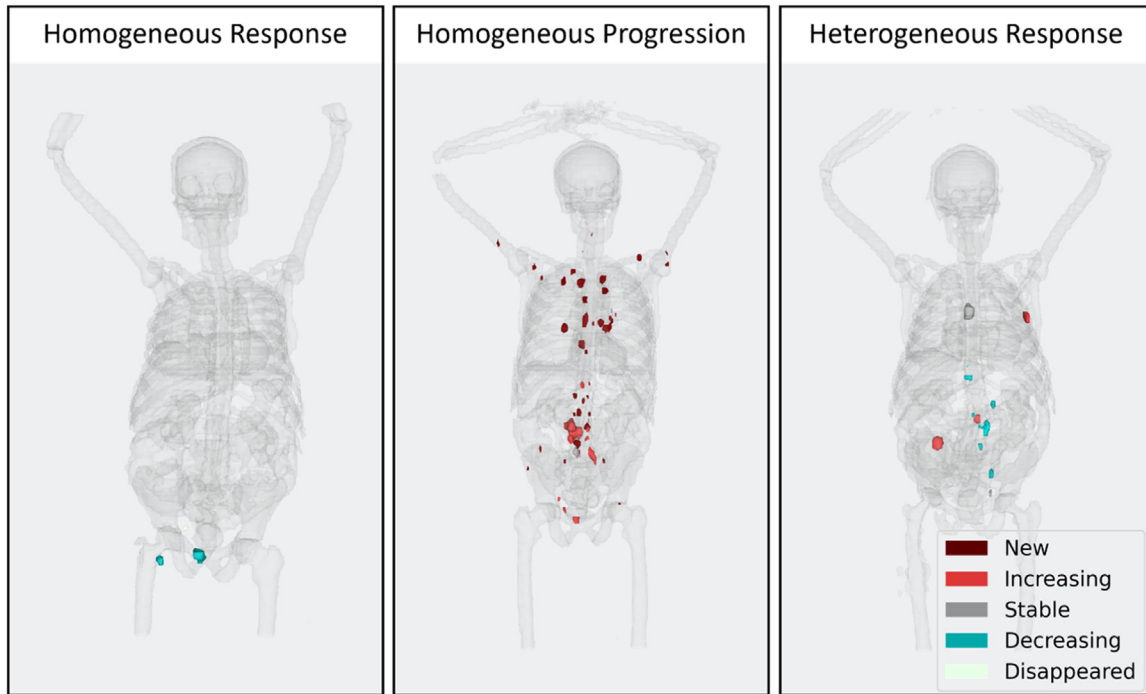 Homogeneous Response
Homogeneous Progression
Heterogeneous Response
New
Increasing
Stable
Decreasing
Disappeared